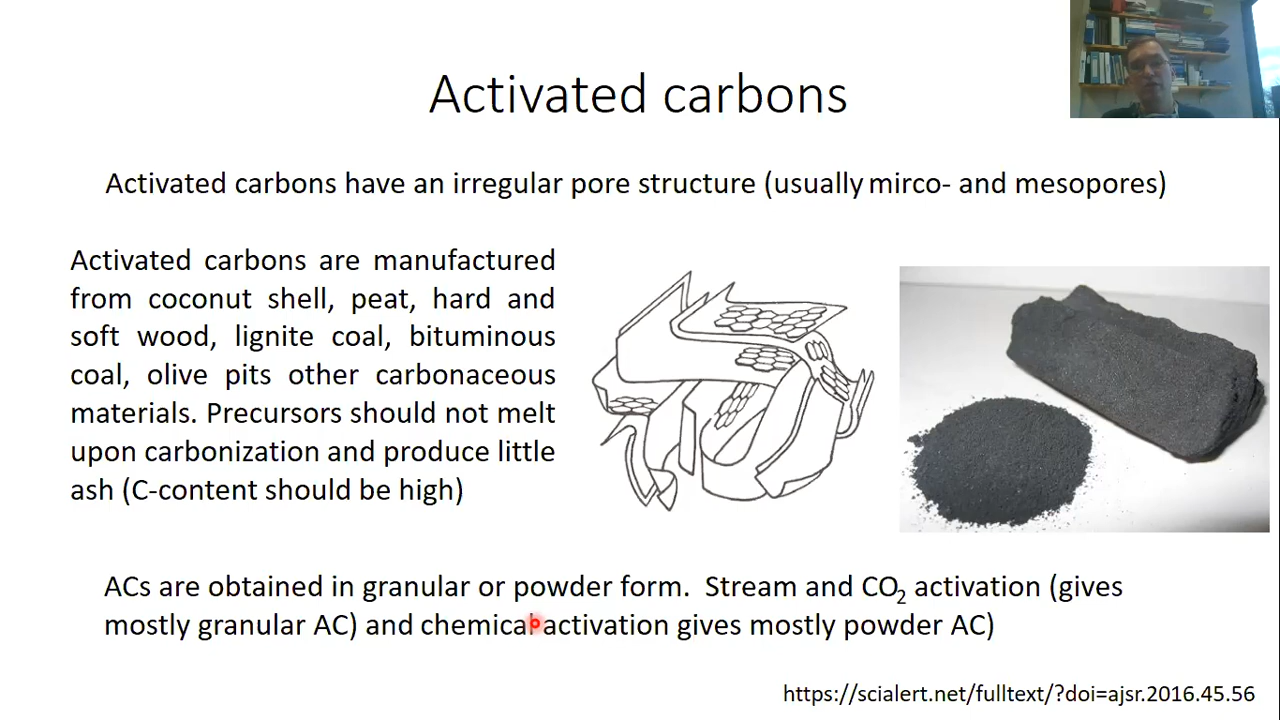 Activated carbons
Activated carbons have an irregular pore structure (usually mirco- and mesopores)
Activated carbons are manufactured
from coconut shell, peat, hard and
soft wood, lignite coal, bituminous
coal, olive pits other carbonaceous
materials. Precursors should not melt
upon carbonization and produce little
ash (C-content should be high)
ACs are obtained in granular or powder form.  Stream and CO₂ activation (gives
mostly granular AC) and chemical activation gives mostly powder AC)
https://scialert.net/fulltext/?doi=ajsr.2016.45.56